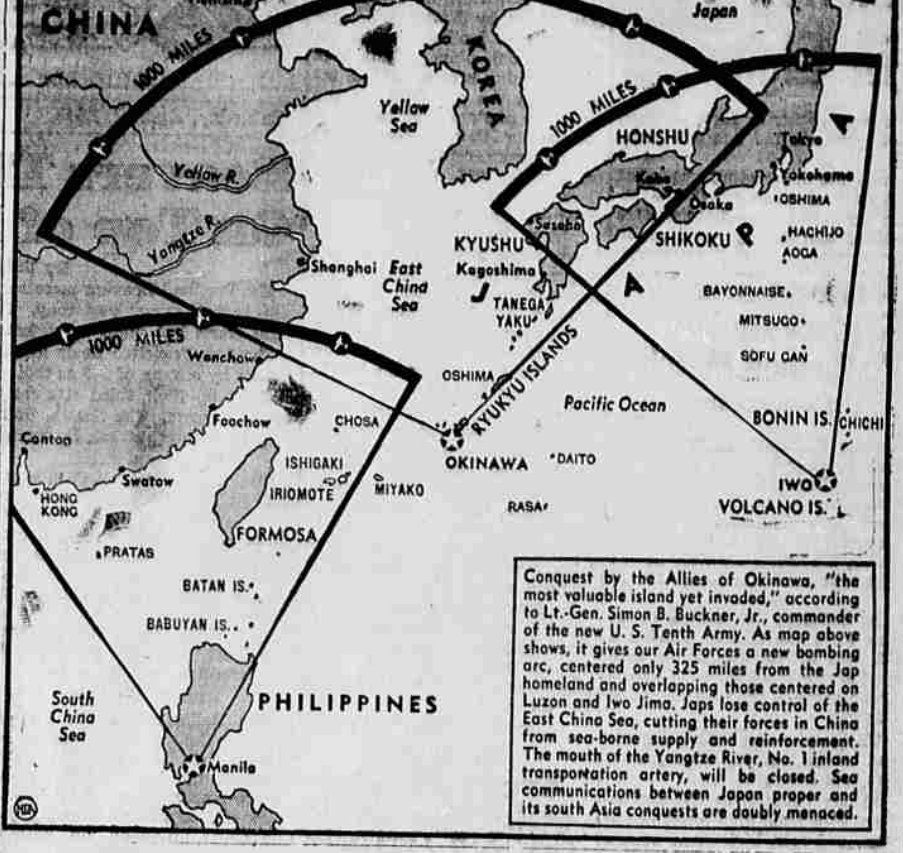 Japan
CHINA
1000 MILES
KOREA
Yellow
Sea
1000 MILES
HONSHU
Tokyo
Yokohama
Kobe
Osaka
OSHIMA
Yellow R.
Yangtze R.
Sasebo
KYUSHU
SHIKOKU
HACHIJO
AOGA
Shanghai
East
China
Sea
Kagoshima
JAPA
BAYONNAISE
TANEGA
YAKU
MITSUGO
1000 MILES
Wenchow
SOFU GAN
OSHIMA
RYUKYU ISLANDS
Pacific Ocean
BONIN IS.
CHICHI
Foochow
CHOSA
Canton
OKINAWA
DAITO
ISHIGAKI
IRIOMOTE
MIYAKO
Swatow
HONG
KONG
IWO
VOLCANO IS.
RASA
FORMOSA
PRATAS
BATAN IS.
BABUYAN IS.
South
China
Sea
PHILIPPINES
Manila
NEA
Conquest by the Allies of Okinawa, "the
most valuable island yet invaded," according
to Lt.-Gen. Simon B. Buckner, Jr., commander
of the new U. S. Tenth Army. As map above
shows, it gives our Air Forces a new bombing
arc, centered only 325 miles from the Jap
homeland and overlapping those centered on
Luzon and Iwo Jima. Japs lose control of the
East China Sea, cutting their forces in China
from sea-borne supply and reinforcement.
The mouth of the Yangtze River, No. 1 inland
transportation artery, will be closed. Sea
communications between Japan proper and
its south Asia conquests are doubly menaced.